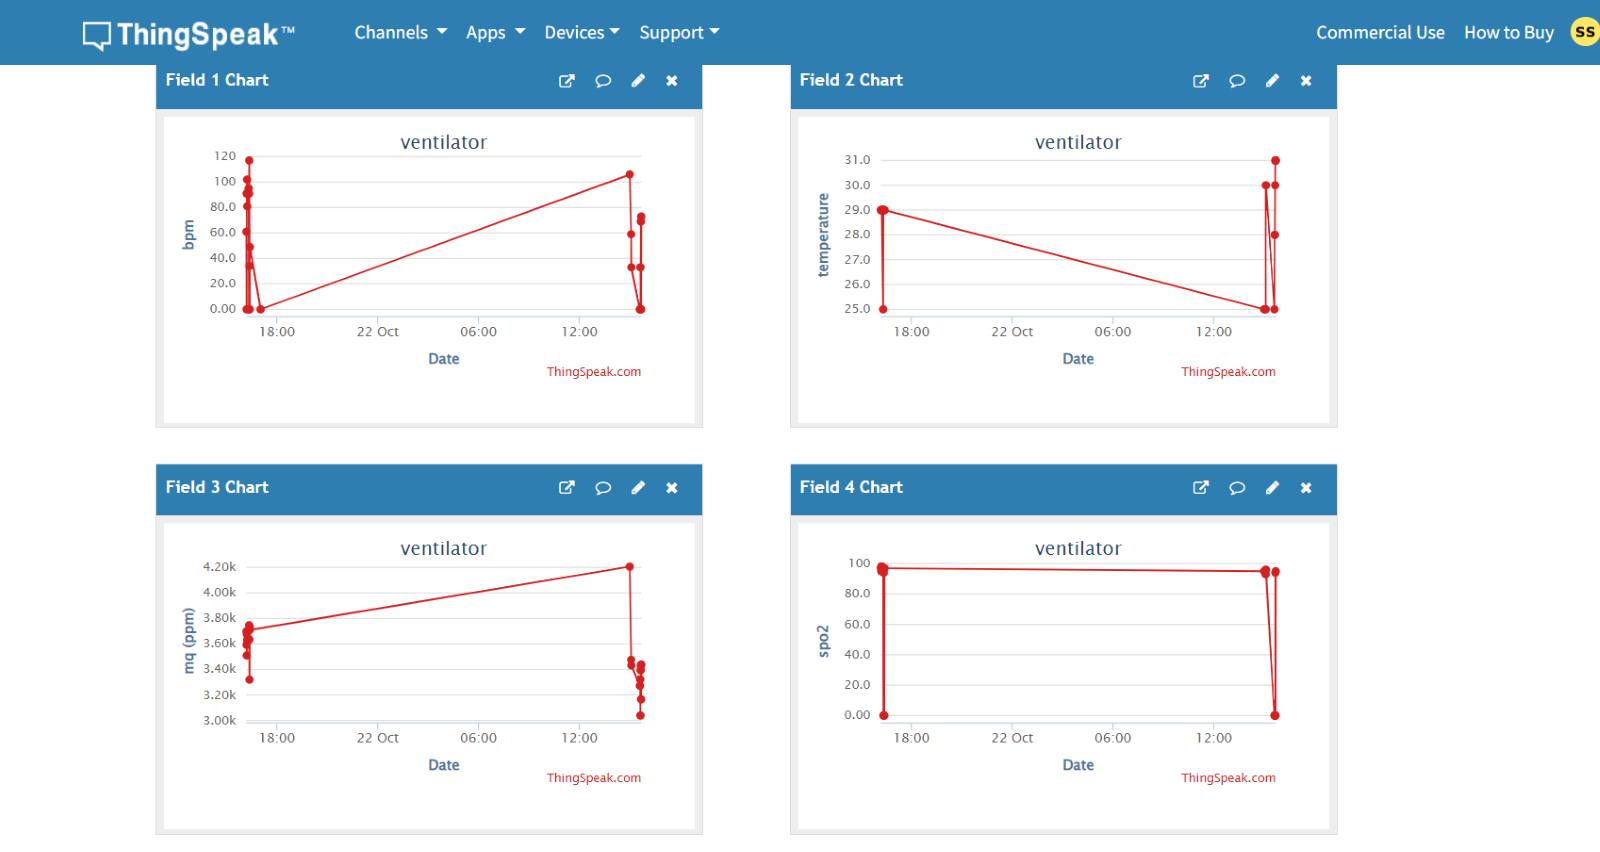 ThingSpeak™ Channels Apps Devices Support Commercial Use How to Buy SS
Field 1 Chart
ventilator
120
100
80.0
60.0
40.0
20.0
0.00
bpm
18:00 22 Oct 06:00 12:00
Date
ThingSpeak.com
Field 2 Chart
ventilator
31.0
30.0
29.0
28.0
27.0
26.0
25.0
temperature
18:00 22 Oct 06:00 12:00
Date
ThingSpeak.com
Field 3 Chart
ventilator
4.20k
4.00k
3.80k
3.60k
3.40k
3.20k
3.00k
mq (ppm)
18:00 22 Oct 06:00 12:00
Date
ThingSpeak.com
Field 4 Chart
ventilator
100
80.0
60.0
40.0
20.0
0.00
spo2
18:00 22 Oct 06:00 12:00
Date
ThingSpeak.com